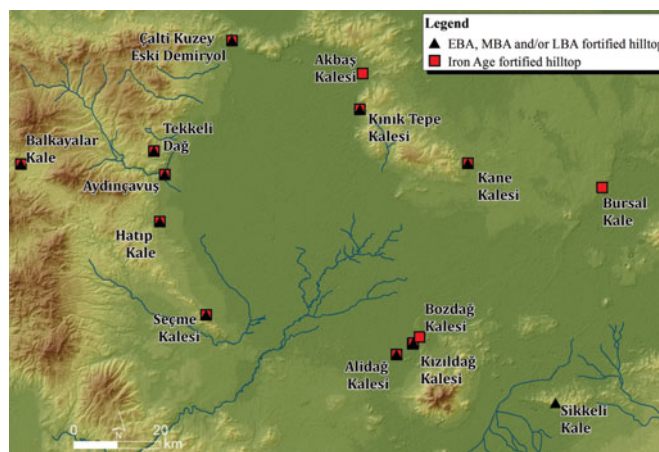 Legend
EBA, MBA and/or LBA fortified hilltop
Iron Age fortified hilltop
Çalti Kuzey
Eski Demiryol
Akbaş
Kalesi
Kınık Tepe
Kalesi
Balkayalar
Kale
Tekkeli
Dağ
Aydınçavuş
Kane
Kalesi
Bursal
Kale
Hatıp
Kale
Seçme
Kalesi
Bozdağ
Kalesi
Alidağ
Kalesi
Kızıldağ
Kalesi
Sikkeli
Kale
0 20
N
km